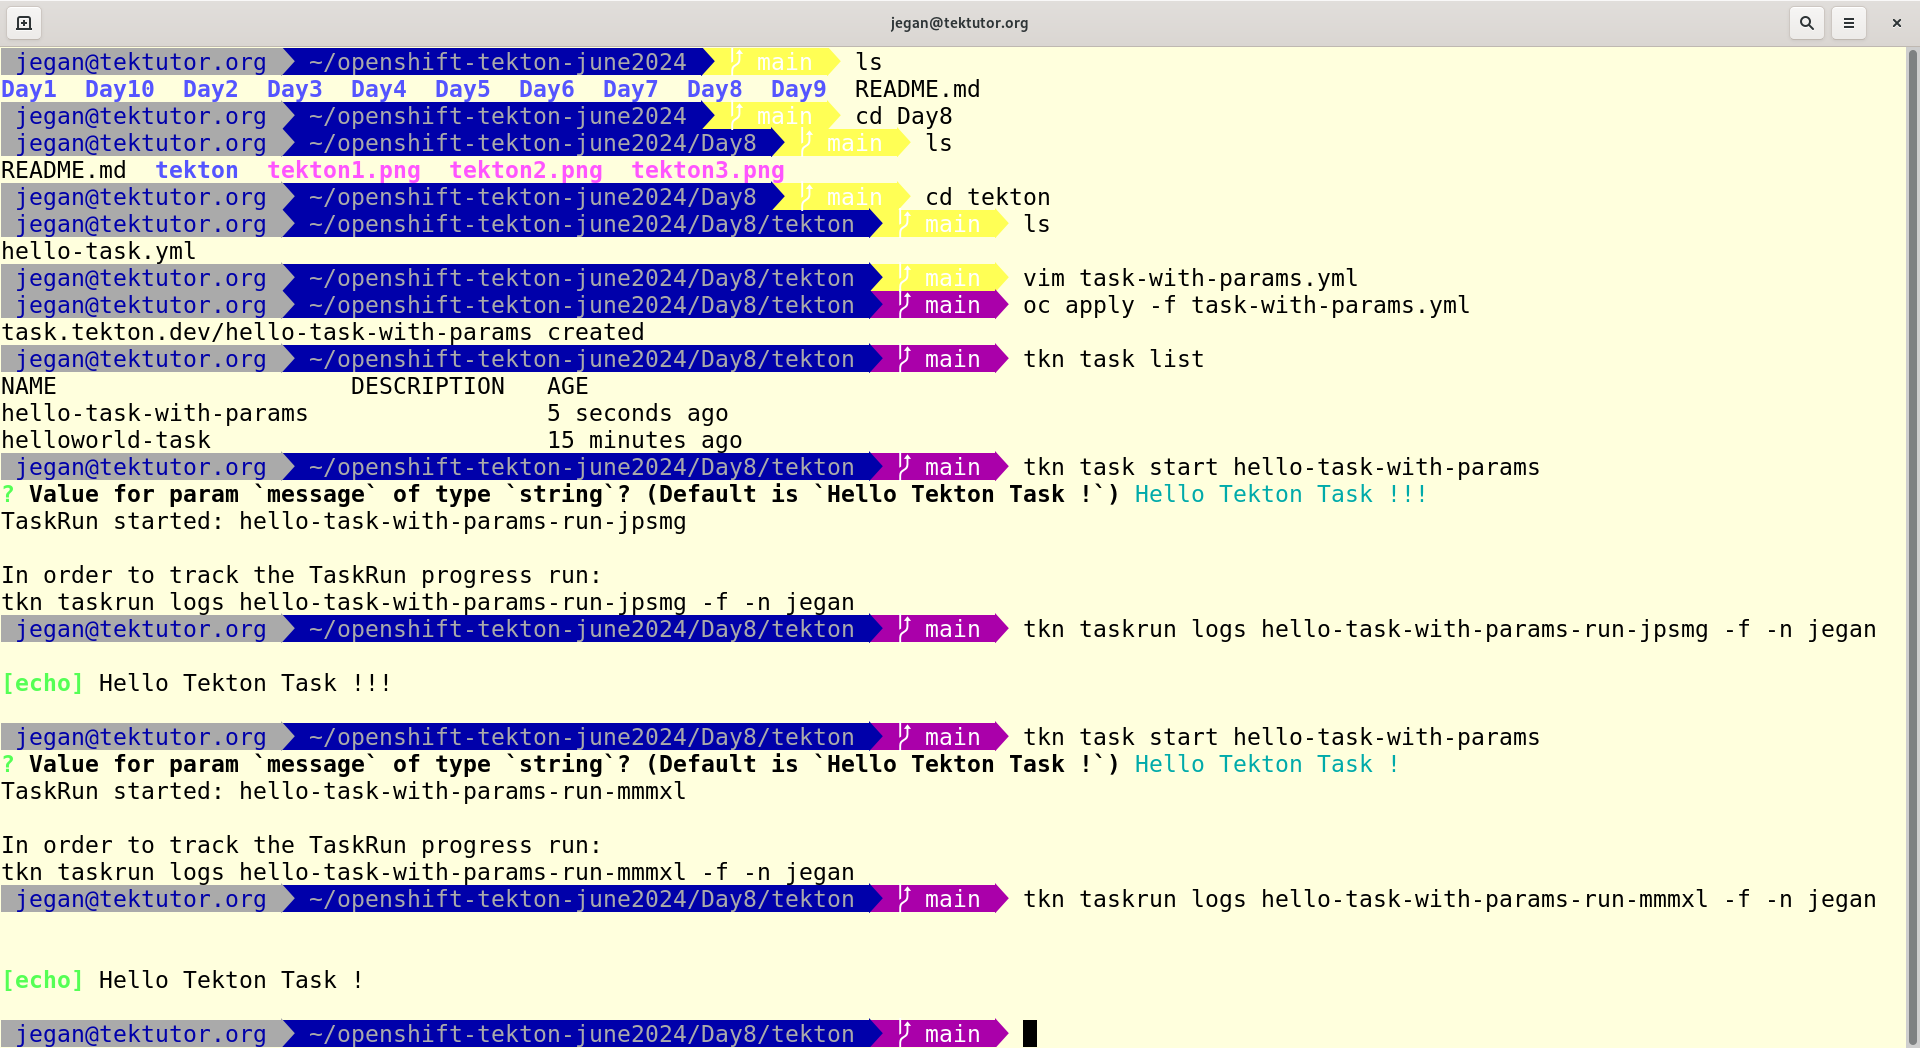 jegan@tektutor.org
jegan@tektutor.org ~/openshift-tekton-june2024 main ls
Day1 Day10 Day2 Day3 Day4 Day5 Day6 Day7 Day8 Day9 README.md
jegan@tektutor.org ~/openshift-tekton-june2024 main cd Day8
jegan@tektutor.org ~/openshift-tekton-june2024/Day8 main ls
README.md tekton tekton1.png tekton2.png tekton3.png
jegan@tektutor.org ~/openshift-tekton-june2024/Day8 main cd tekton
jegan@tektutor.org ~/openshift-tekton-june2024/Day8/tekton main ls
hello-task.yml
jegan@tektutor.org ~/openshift-tekton-june2024/Day8/tekton main vim task-with-params.yml
jegan@tektutor.org ~/openshift-tekton-june2024/Day8/tekton main oc apply -f task-with-params.yml
task.tekton.dev/hello-task-with-params created
jegan@tektutor.org ~/openshift-tekton-june2024/Day8/tekton main tkn task list
NAME DESCRIPTION AGE
hello-task-with-params 5 seconds ago
helloworld-task 15 minutes ago
jegan@tektutor.org ~/openshift-tekton-june2024/Day8/tekton main tkn task start hello-task-with-params
? Value for param `message` of type `string`? (Default is `Hello Tekton Task !`) Hello Tekton Task !!!
TaskRun started: hello-task-with-params-run-jpsmg
In order to track the TaskRun progress run:
tkn taskrun logs hello-task-with-params-run-jpsmg -f -n jegan
jegan@tektutor.org ~/openshift-tekton-june2024/Day8/tekton main tkn taskrun logs hello-task-with-params-run-jpsmg -f -n jegan
[echo] Hello Tekton Task !!!
jegan@tektutor.org ~/openshift-tekton-june2024/Day8/tekton main tkn task start hello-task-with-params
? Value for param `message` of type `string`? (Default is `Hello Tekton Task !`) Hello Tekton Task !
TaskRun started: hello-task-with-params-run-mmmxl
In order to track the TaskRun progress run:
tkn taskrun logs hello-task-with-params-run-mmmxl -f -n jegan
jegan@tektutor.org ~/openshift-tekton-june2024/Day8/tekton main tkn taskrun logs hello-task-with-params-run-mmmxl -f -n jegan
[echo] Hello Tekton Task !
jegan@tektutor.org ~/openshift-tekton-june2024/Day8/tekton main